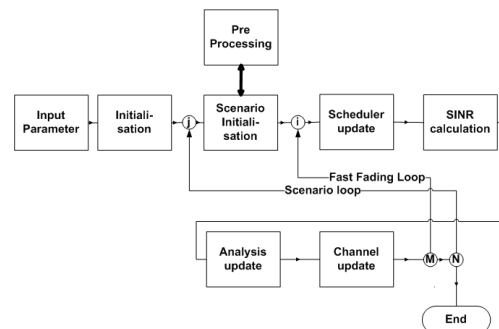 Pre
Processing
Input
Parameter
Initiali-
sation
j
Scenario
Initiali-
sation
i
Scheduler
update
SINR
calculation
Fast Fading Loop
Scenario loop
Analysis
update
Channel
update
M
N
End